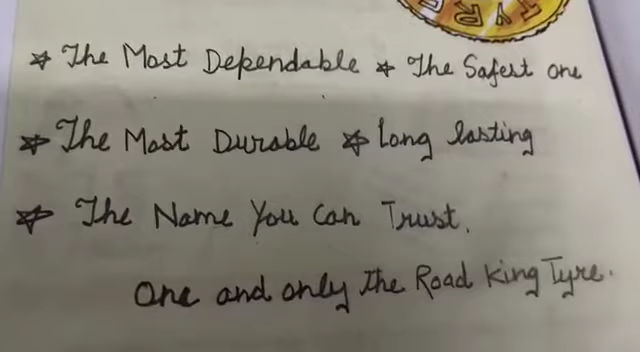 TYRE
☆ The Most Dependable ☆ The Safest one
☆ The Most Durable ☆ Long lasting
☆ The Name You Can Trust.
One and only the Road King Tyre.